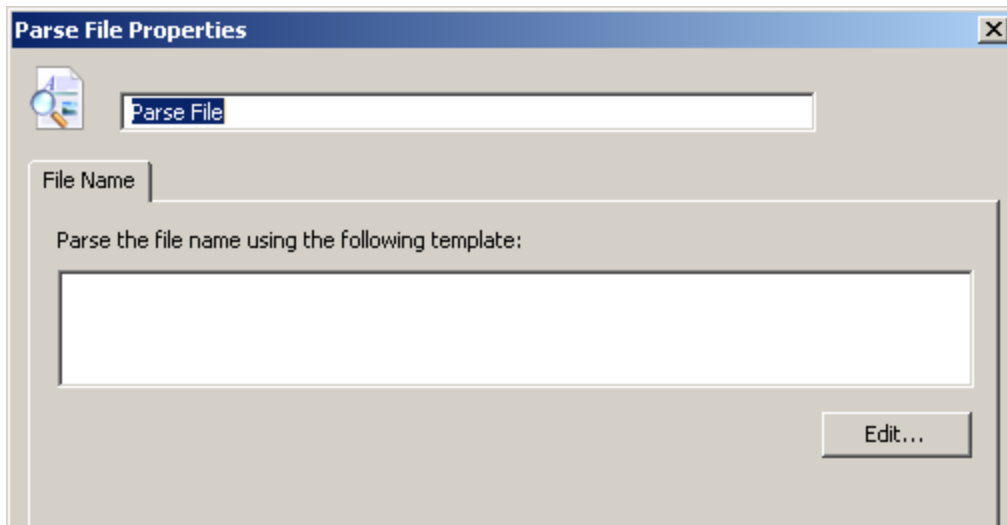 Parse File Properties
Parse File
File Name
Parse the file name using the following template:
Edit...